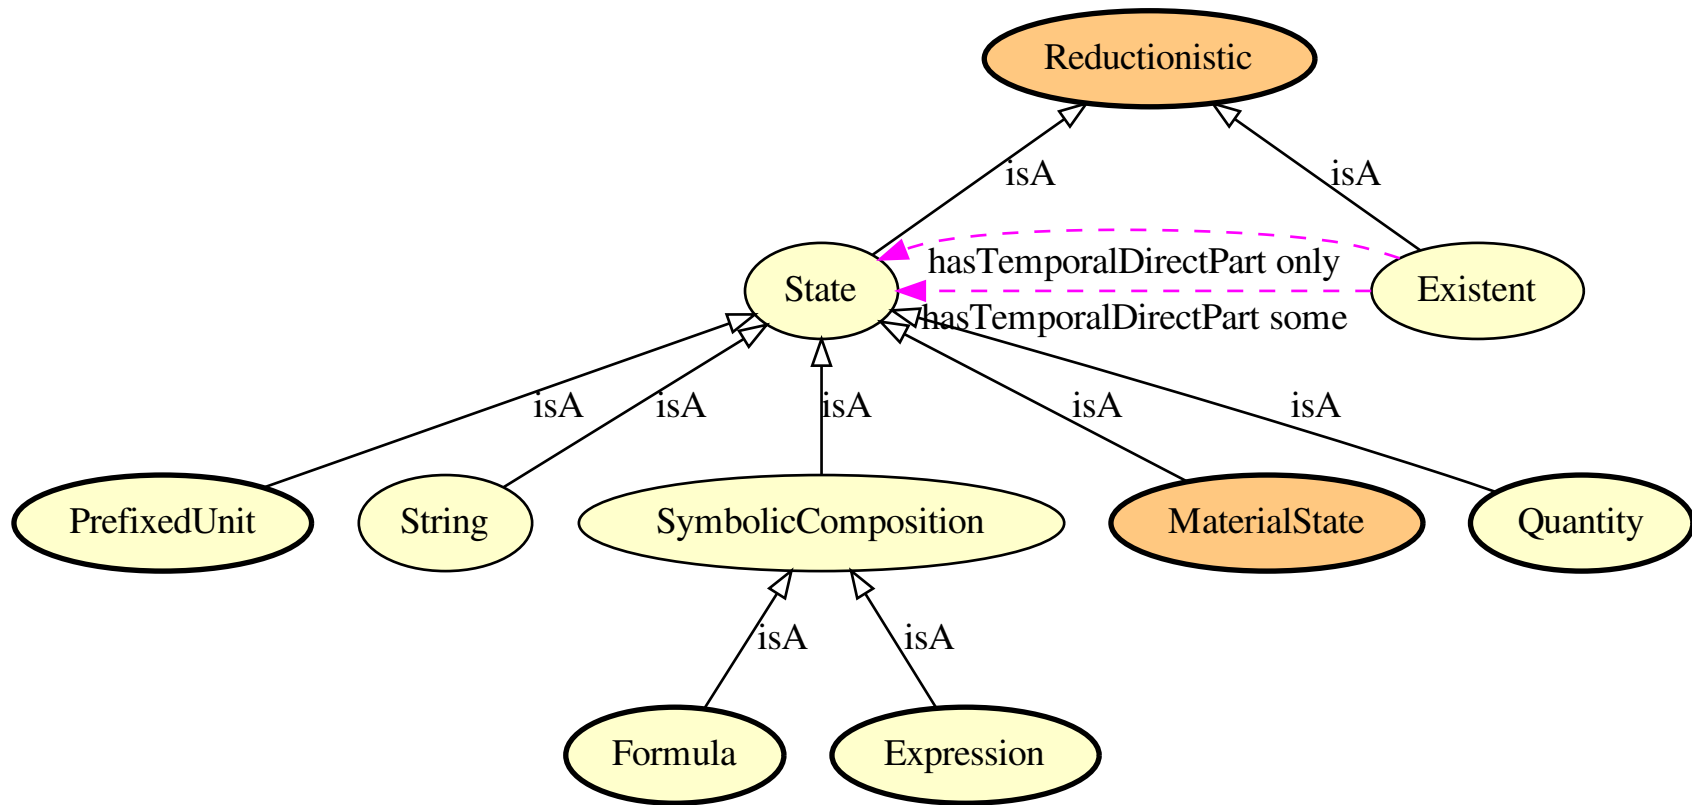 Reductionistic
isA
isA
hasTemporalDirectPart only
State
Existent
hasTemporalDirectPart some
isA
isA
isA
isA
isA
PrefixedUnit
String
SymbolicComposition
MaterialState
Quantity
isA
isA
Formula
Expression